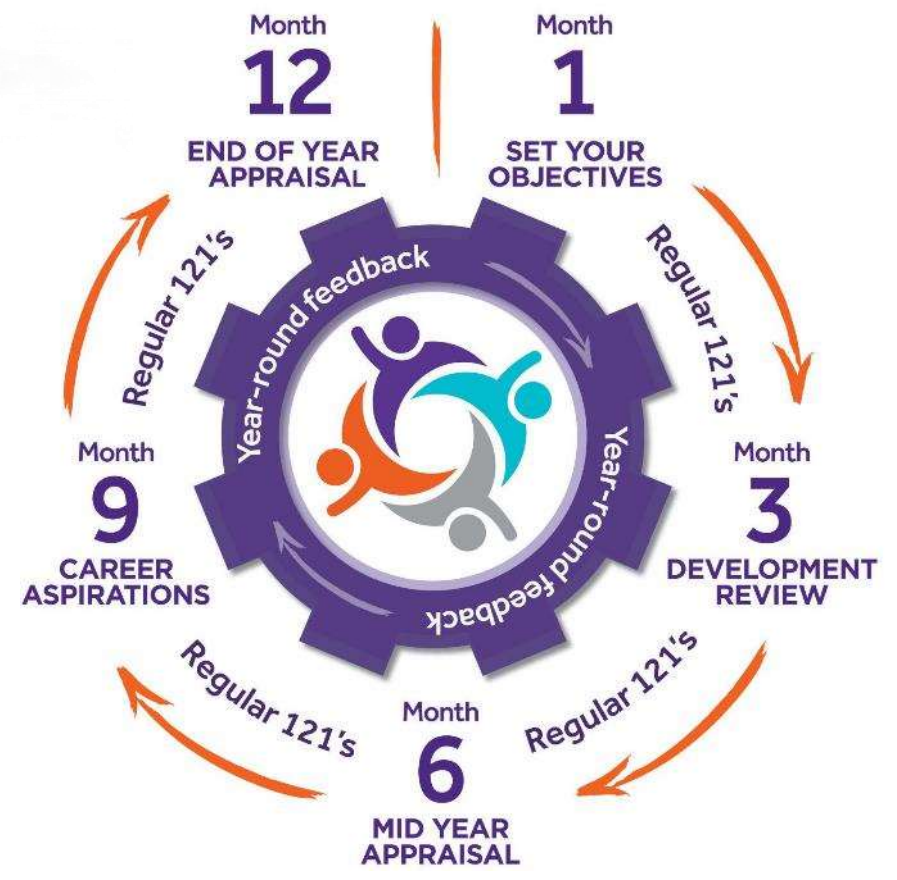 Month
1
SET YOUR
OBJECTIVES
Regular 121's
Month
3
DEVELOPMENT
REVIEW
Regular 121's
Month
6
MID YEAR
APPRAISAL
Regular 121's
Month
9
CAREER
ASPIRATIONS
Regular 121's
Month
12
END OF YEAR
APPRAISAL
Year-round feedback
Year-round feedback